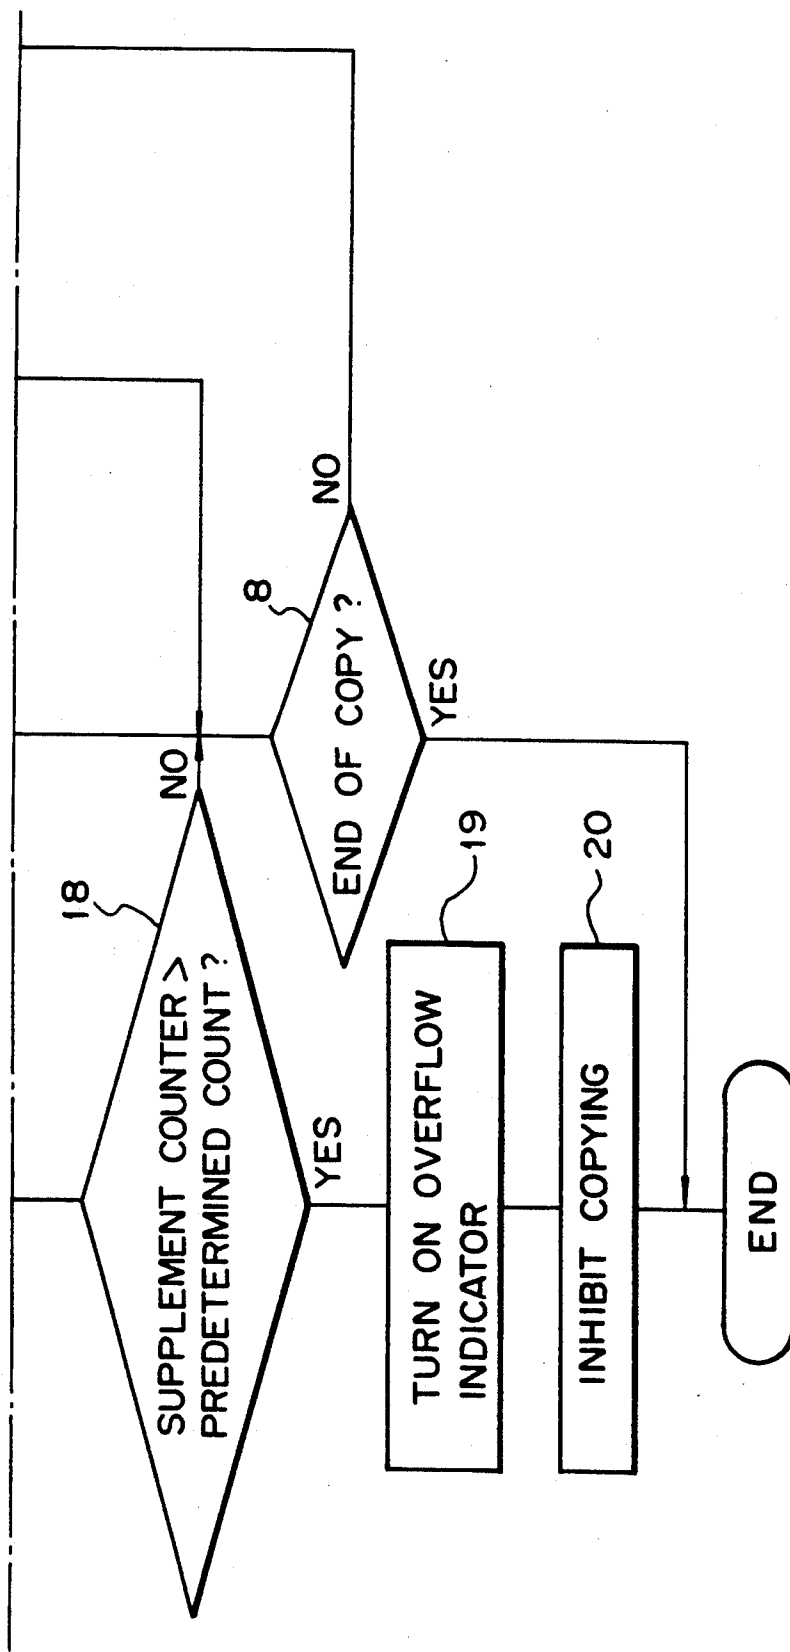 18
SUPPLEMENT COUNTER >
PREDETERMINED COUNT?
NO
YES
8
END OF COPY?
NO
YES
TURN ON OVERFLOW
INDICATOR
19
INHIBIT COPYING
20
END